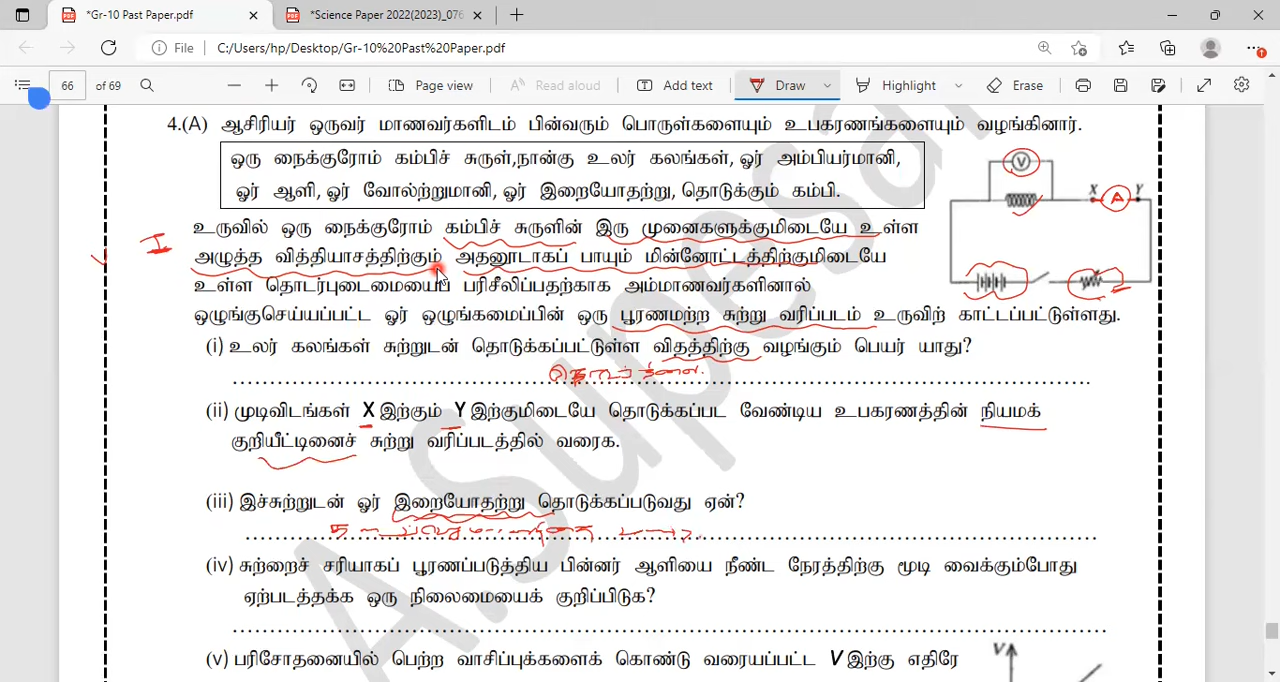 *Gr-10 Past Paper.pdf
*Science Paper 2022(2023)_076
File
C:/Users/hp/Desktop/Gr-10%20Past%20Paper.pdf
66 of 69
Page view
Read aloud
Add text
Draw
Highlight
Erase
4.(A) ஆசிரியர் ஒருவர் மாணவர்களிடம் பின்வரும் பொருள்களையும் உபகரணங்களையும் வழங்கினார்.
ஒரு நைக்குரோம் கம்பிச் சுருள்,நான்கு உலர் கலங்கள், ஓர் அம்பியர்மானி,
ஓர் ஆளி, ஓர் வோல்ற்றுமானி, ஓர் இறையோதற்று, தொடுக்கும் கம்பி.
V
X A Y
உருவில் ஒரு நைக்குரோம் கம்பிச் சுருளின் இரு முனைகளுக்குமிடையே உள்ள
V I
அழுத்த வித்தியாசத்திற்கும் அதனூடாகப் பாயும் மின்னோட்டத்திற்குமிடையே
உள்ள தொடர்புடைமையைப் பரிசீலிப்பதற்காக அம்மாணவர்களினால்
ஒழுங்குசெய்யப்பட்ட ஓர் ஒழுங்கமைப்பின் ஒரு பூரணமற்ற சுற்று வரிப்படம் உருவிற் காட்டப்பட்டுள்ளது.
(i) உலர் கலங்கள் சுற்றுடன் தொடுக்கப்பட்டுள்ள விதத்திற்கு வழங்கும் பெயர் யாது?
(ii) முடிவிடங்கள் X இற்கும் Y இற்குமிடையே தொடுக்கப்பட வேண்டிய உபகரணத்தின் நியமக்
குறியீட்டினைச் சுற்று வரிப்படத்தில் வரைக.
(iii) இச்சுற்றுடன் ஓர் இறையோதற்று தொடுக்கப்படுவது ஏன்?
(iv) சுற்றைச் சரியாகப் பூரணப்படுத்திய பின்னர் ஆளியை நீண்ட நேரத்திற்கு மூடி வைக்கும்போது
ஏற்படத்தக்க ஒரு நிலைமையைக் குறிப்பிடுக?
(v) பரிசோதனையில் பெற்ற வாசிப்புக்களைக் கொண்டு வரையப்பட்ட V இற்கு எதிரே
V